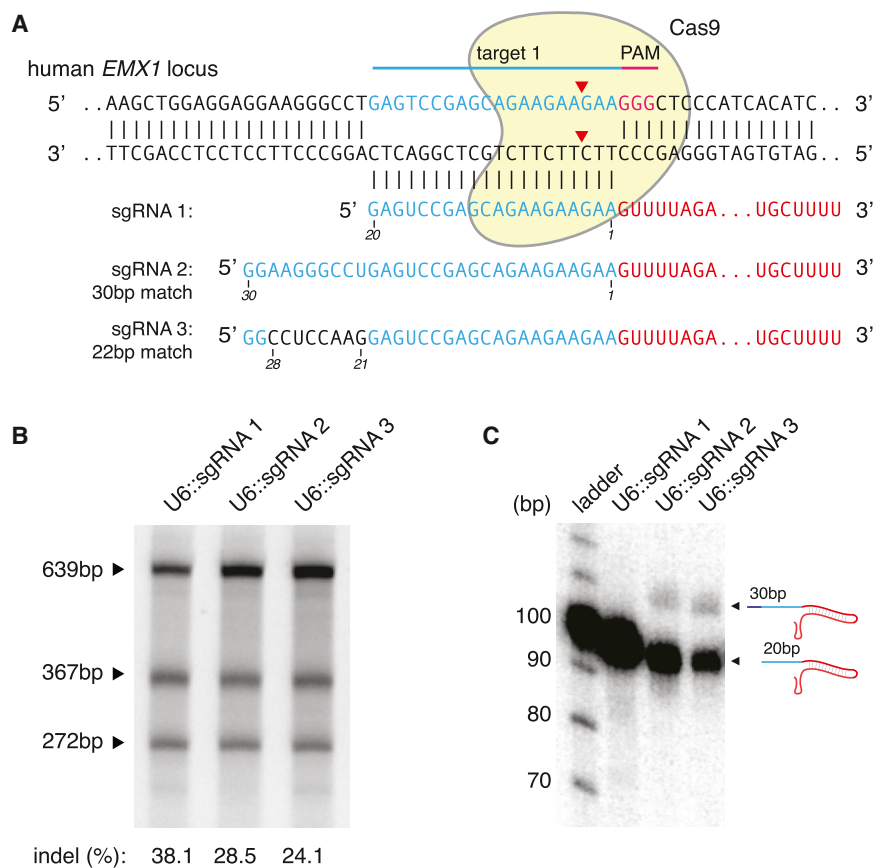 A
Cas9
target 1
PAM
human EMX1 locus
5’ ..AAGCTGGAGGAGGAAGGGCCTGAGTCCGAGCAGAAGAAGAAGGGCTCCCATCACATC.. 3’
3’ ..TTCGACCTCCTCCTTCCCGGACTCAGGCTCGTCTTCTTCTTCCCGAGGGTAGTGTAG.. 5’
sgRNA 1: 5’ GAGUCCGAGCAGAAGAAGAAGUUUUAGA...UGCUUUU 3’
20 1
sgRNA 2: 5’ GGAAGGGCCUGAGUCCGAGCAGAAGAAGAAGUUUUAGA...UGCUUUU 3’
30bp match
30 1
sgRNA 3: 5’ GGCCUCCAAGGAGUCCGAGCAGAAGAAGAAGUUUUAGA...UGCUUUU 3’
22bp match
28 21
B
U6::sgRNA 1
U6::sgRNA 2
U6::sgRNA 3
639bp
367bp
272bp
indel (%): 38.1 28.5 24.1
C
(bp)
ladder
U6::sgRNA 1
U6::sgRNA 2
U6::sgRNA 3
100
90
80
70
30bp
20bp